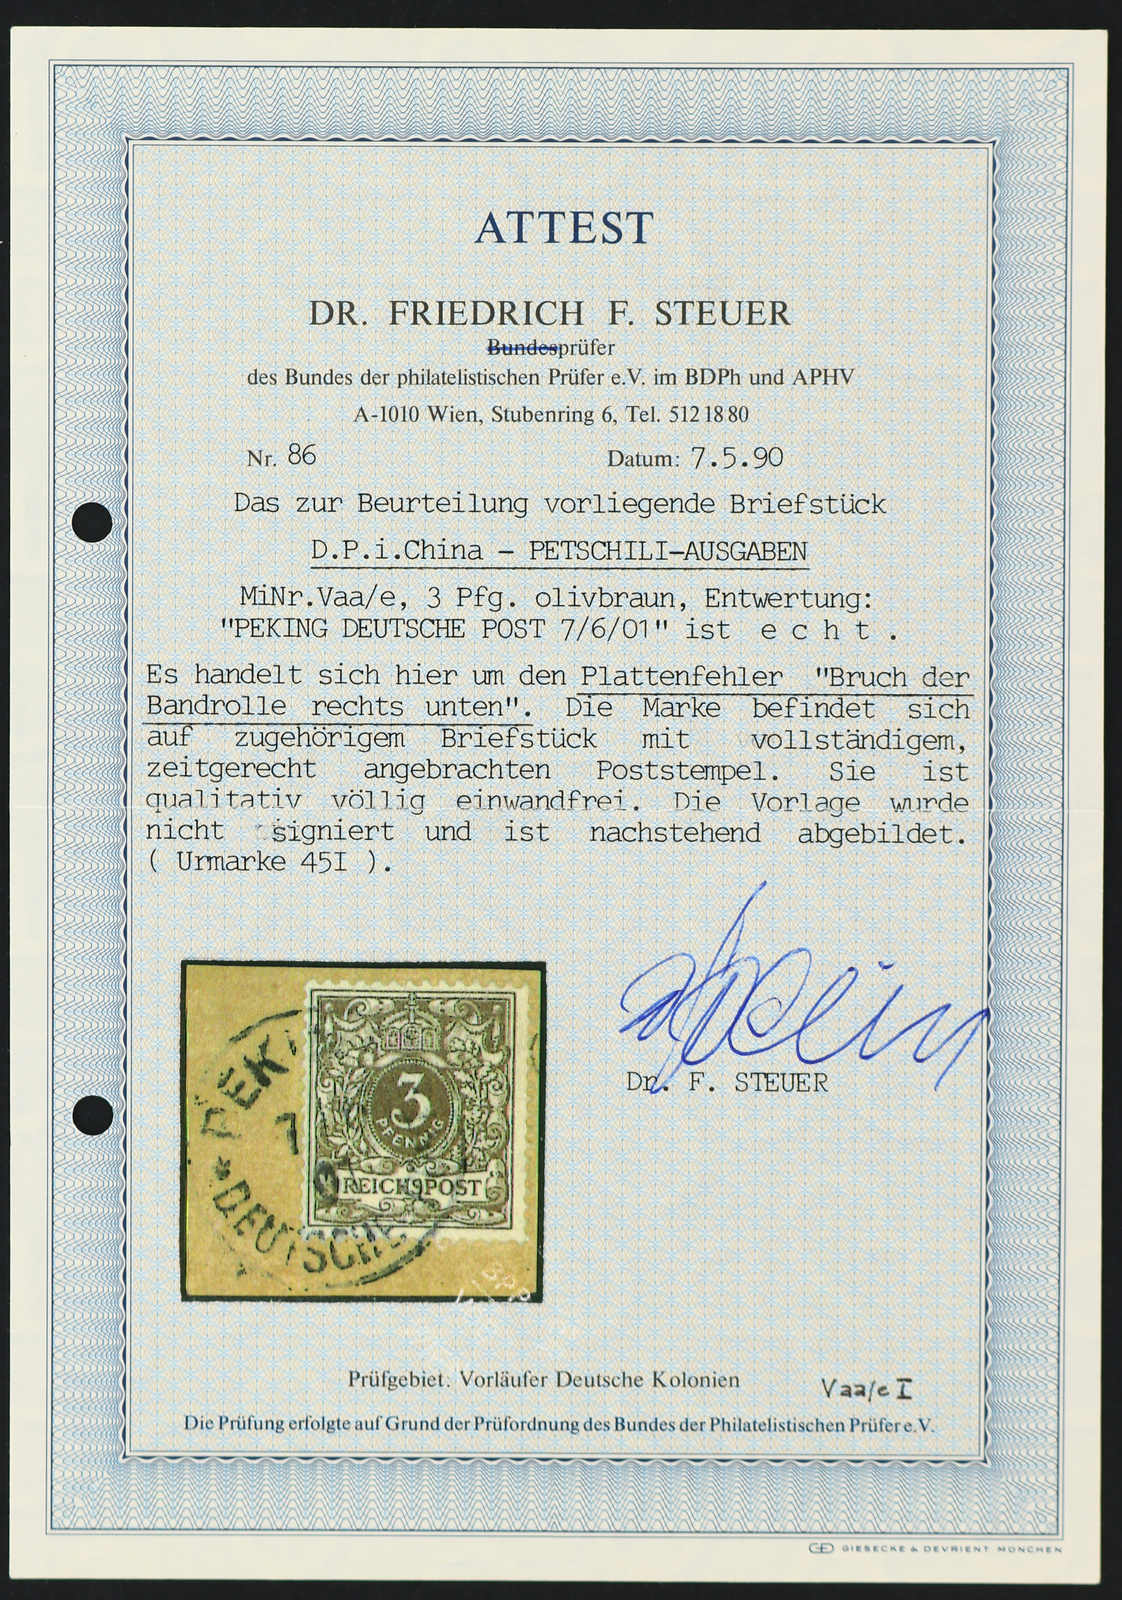 ATTEST
DR. FRIEDRICH F. STEUER
Bundesprüfer
des Bundes der philatelistischen Prüfer e.V. im BDPh und APHV
A-1010 Wien, Stubenring 6, Tel. 512 18 80
Nr. 86 Datum: 7.5.90
Das zur Beurteilung vorliegende Briefstück
D.P.i.China - PETSCHILI-AUSGABEN
MiNr.Vaa/e, 3 Pfg. olivbraun, Entwertung:
"PEKING DEUTSCHE POST 7/6/01" ist e c h t .
Es handelt sich hier um den Plattenfehler "Bruch der
Bandrolle rechts unten". Die Marke befindet sich
auf zugehörigem Briefstück mit vollständigem,
zeitgerecht angebrachten Poststempel. Sie ist
qualitativ völlig einwandfrei. Die Vorlage wurde
nicht signiert und ist nachstehend abgebildet.
( Urmarke 45I ).
Dr. F. STEUER
PEK
7
3
PFENNIG
REICHSPOST
DEUTSCHE
Prüfgebiet: Vorläufer Deutsche Kolonien
Vaa/e I
Die Prüfung erfolgte auf Grund der Prüfordnung des Bundes der Philatelistischen Prüfer e.V.
GD GIESECKE & DEVRIENT MÜNCHEN